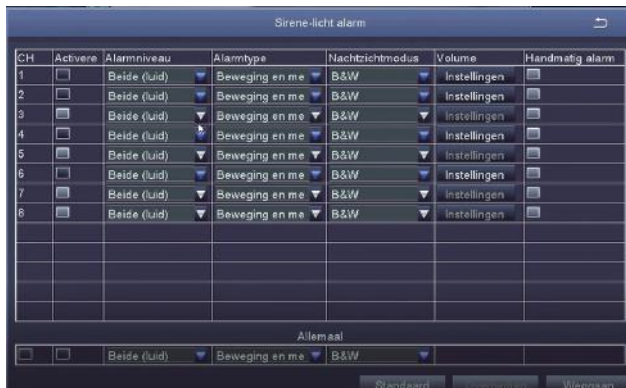 Sirene-licht alarm
CH Activere Alarmniveau Alarmtype Nachtzichtmodus Volume Handmatig alarm
1 Beide (luid) Beweging en me B&W Instellingen
2 Beide (luid) Beweging en me B&W Instellingen
3 Beide (luid) Beweging en me B&W Instellingen
4 Beide (luid) Beweging en me B&W Instellingen
5 Beide (luid) Beweging en me B&W Instellingen
6 Beide (luid) Beweging en me B&W Instellingen
7 Beide (luid) Beweging en me B&W Instellingen
8 Beide (luid) Beweging en me B&W Instellingen
Allemaal
Beide (luid) Beweging en me B&W
Standaard Weggaan